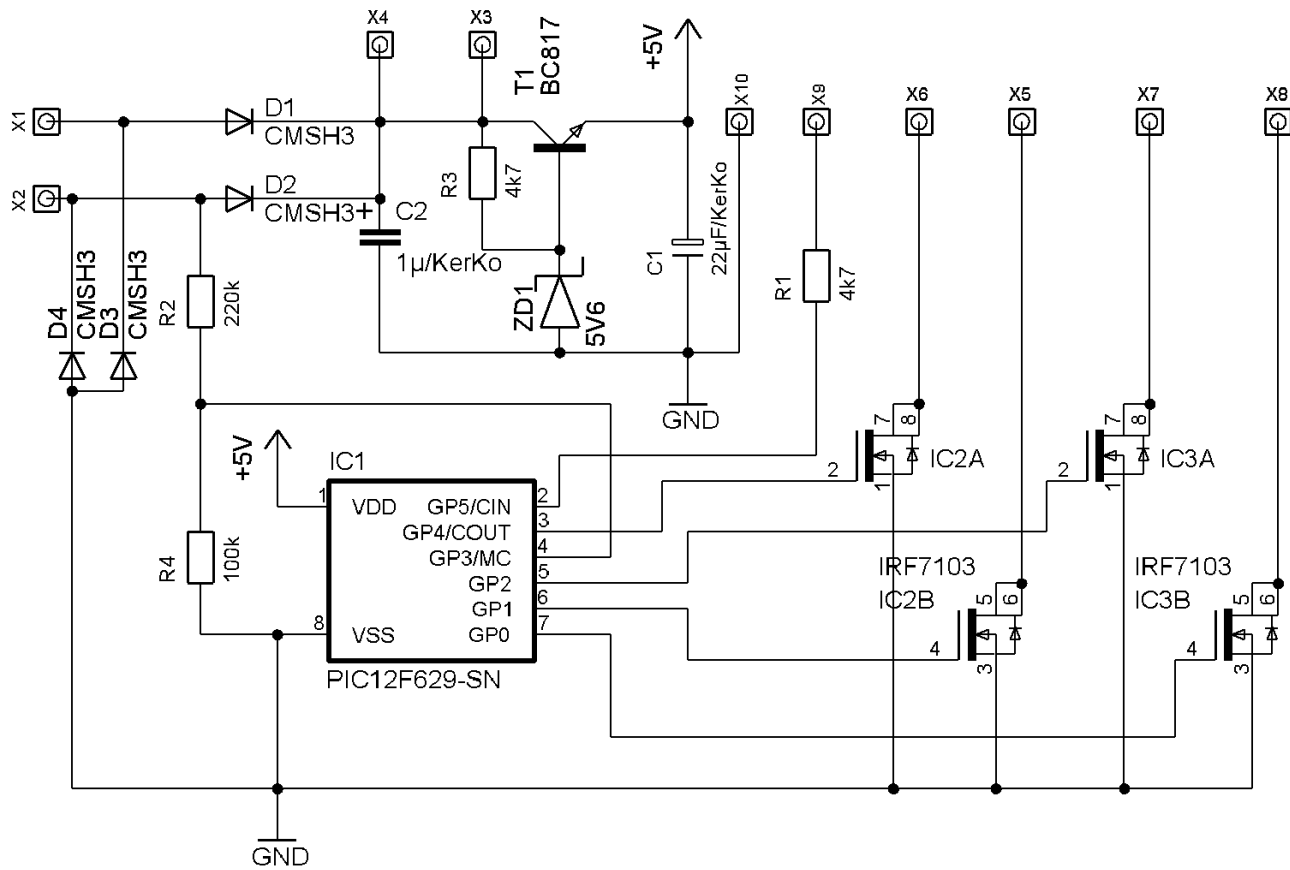 X4
X3
T1
BC817
+5V
X10
X9
X6
X5
X7
X8
X1
D1
CMSH3
X2
D2
CMSH3
+
C2
1µ/KerKo
R3
4k7
C1
22µF/KerKo
R1
4k7
D4
CMSH3
D3
CMSH3
R2
220k
ZD1
5V6
GND
+5V
IC1
1
VDD
8
VSS
GP5/CIN
2
GP4/COUT
3
GP3/MC
4
GP2
5
GP1
6
GP0
7
PIC12F629-SN
R4
100k
7
8
2
1
IC2A
7
8
2
1
IC3A
IRF7103
IC2B
5
6
4
3
IRF7103
IC3B
5
6
4
3
GND